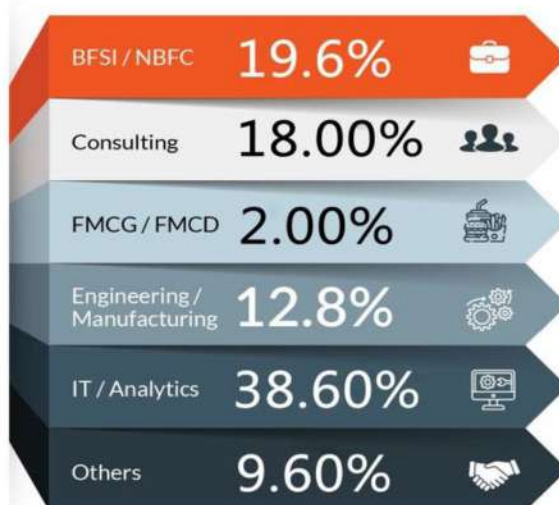 BFSI / NBFC 19.6%
Consulting 18.00%
FMCG / FMCD 2.00%
Engineering /
Manufacturing 12.8%
IT / Analytics 38.60%
Others 9.60%